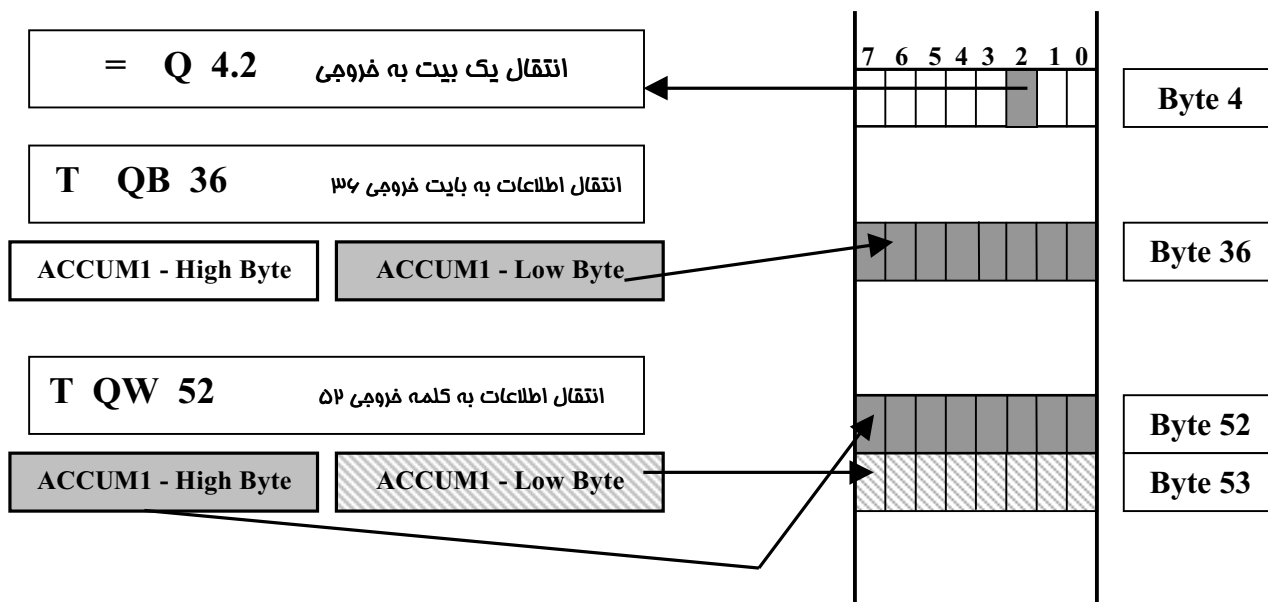 = Q 4.2 انتقال یک بیت به خروجی
7 6 5 4 3 2 1 0
Byte 4
T QB 36 انتقال اطلاعات به بایت خروجی ۳۶
ACCUM1 - High Byte
ACCUM1 - Low Byte
Byte 36
T QW 52 انتقال اطلاعات به کلمه خروجی ۵۲
Byte 52
ACCUM1 - High Byte
ACCUM1 - Low Byte
Byte 53